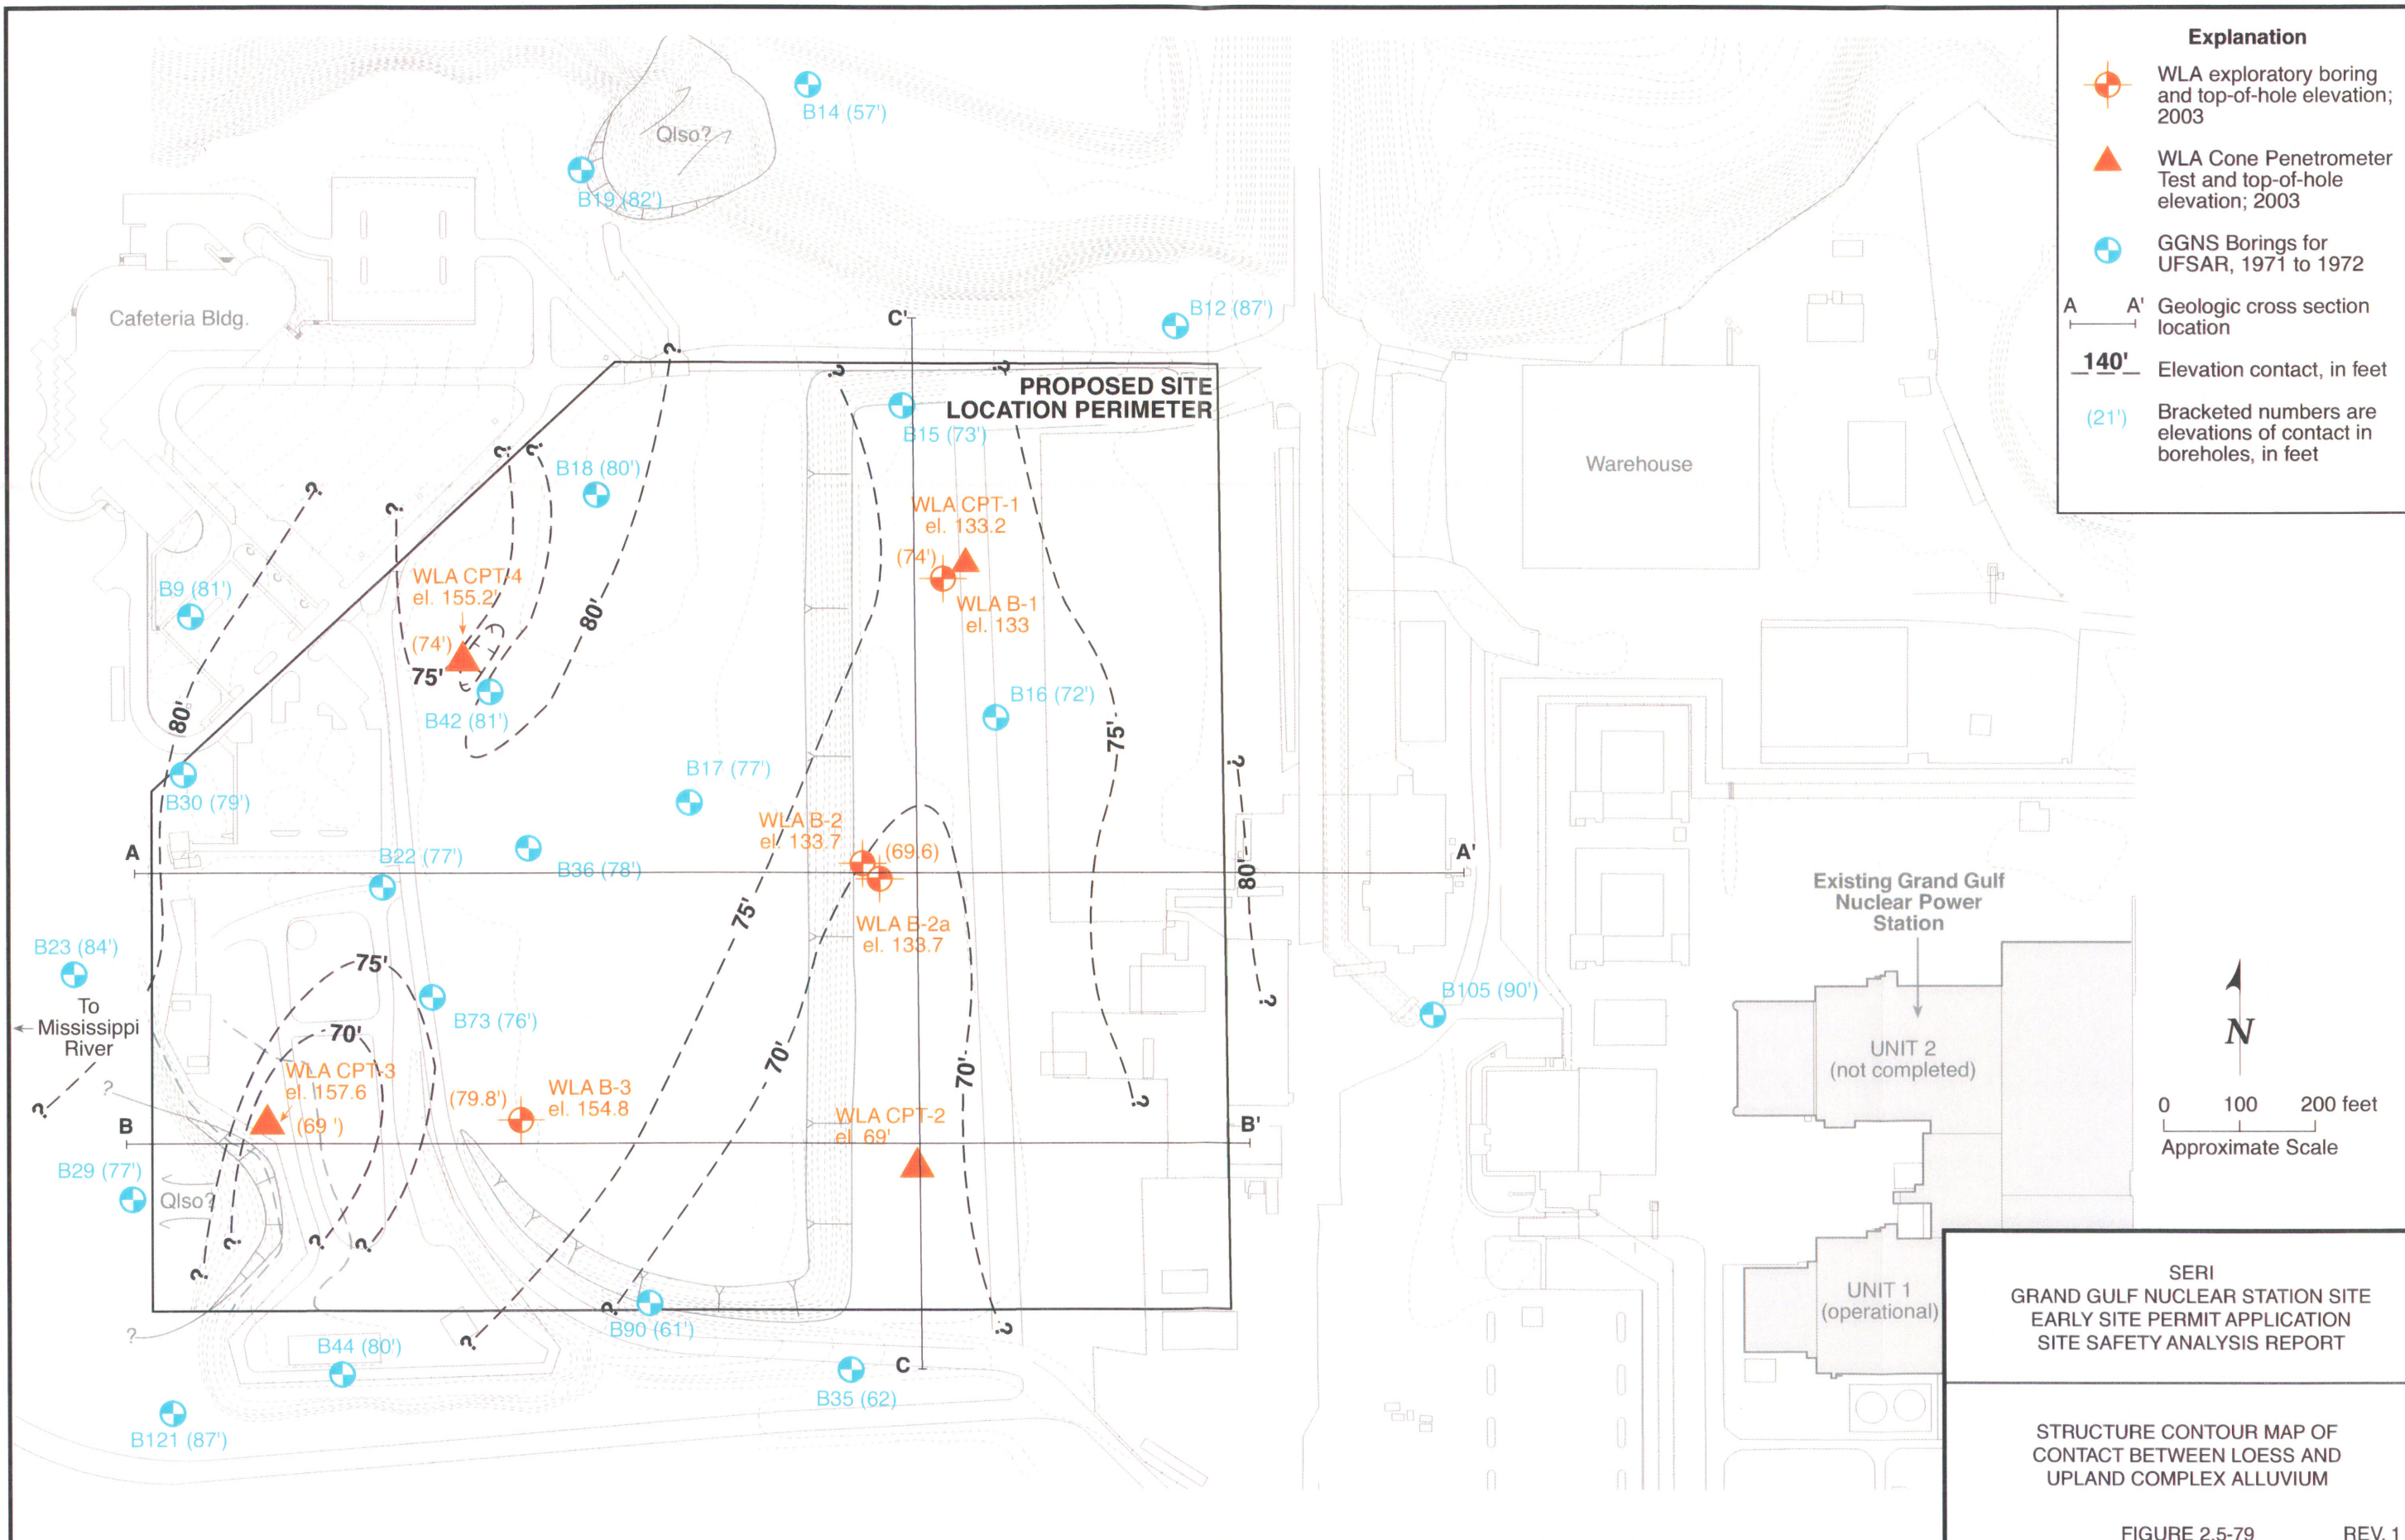 Explanation
WLA exploratory boring
and top-of-hole elevation;
2003
WLA Cone Penetrometer
Test and top-of-hole
elevation; 2003
GGNS Borings for
UFSAR, 1971 to 1972
A A' Geologic cross section
location
140' Elevation contact, in feet
(21') Bracketed numbers are
elevations of contact in
boreholes, in feet
B14 (57')
Qlso?
?
B19 (82')
Cafeteria Bldg.
C'
B12 (87')
?
?
?
PROPOSED SITE
LOCATION PERIMETER
B15 (73')
?
?
B18 (80')
Warehouse
?
?
WLA CPT-1
el. 133.2
(74')
WLA CPT-4
el. 155.2'
B9 (81')
WLA B-1
el. 133
80'
(74')
75'
B42 (81')
B16 (72')
80'
75'
B17 (77')
?
B30 (79')
WLA B-2
el. 133.7
(69.6)
A
A'
B22 (77')
B36 (78')
80'
Existing Grand Gulf
Nuclear Power
Station
75'
WLA B-2a
el. 133.7
B23 (84')
75'
B105 (90')
?
To
Mississippi
River
B73 (76')
70'
N
UNIT 2
(not completed)
70'
70'
WLA CPT-3
el. 157.6
(69 ')
?
?
WLA B-3
el. 154.8
(79.8')
?
0 100 200 feet
Approximate Scale
WLA CPT-2
el. 69'
B
B'
B29 (77')
Qlso?
?
?
?
?
UNIT 1
(operational)
?
?
?
?
B90 (61')
B44 (80')
C
B35 (62)
B121 (87')
SERI
GRAND GULF NUCLEAR STATION SITE
EARLY SITE PERMIT APPLICATION
SITE SAFETY ANALYSIS REPORT
STRUCTURE CONTOUR MAP OF
CONTACT BETWEEN LOESS AND
UPLAND COMPLEX ALLUVIUM
FIGURE 2.5-79 REV. 1